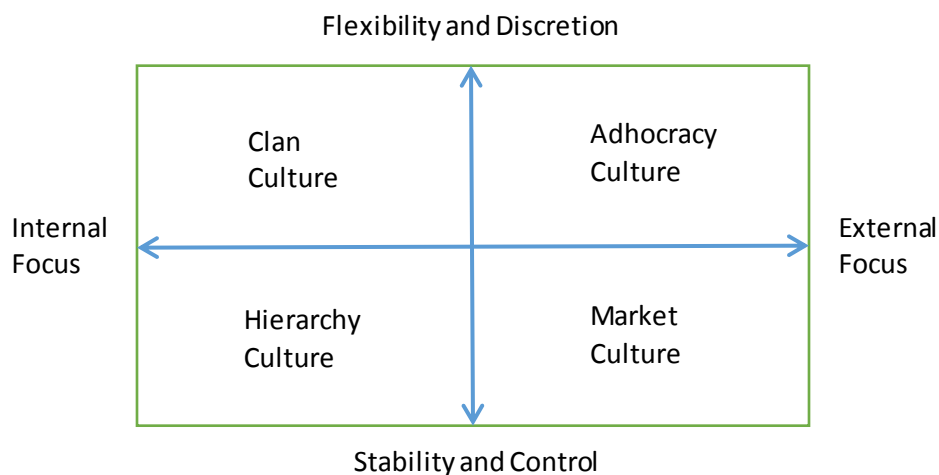 Flexibility and Discretion
Clan
Culture
Adhocracy
Culture
Internal
Focus
External
Focus
Hierarchy
Culture
Market
Culture
Stability and Control